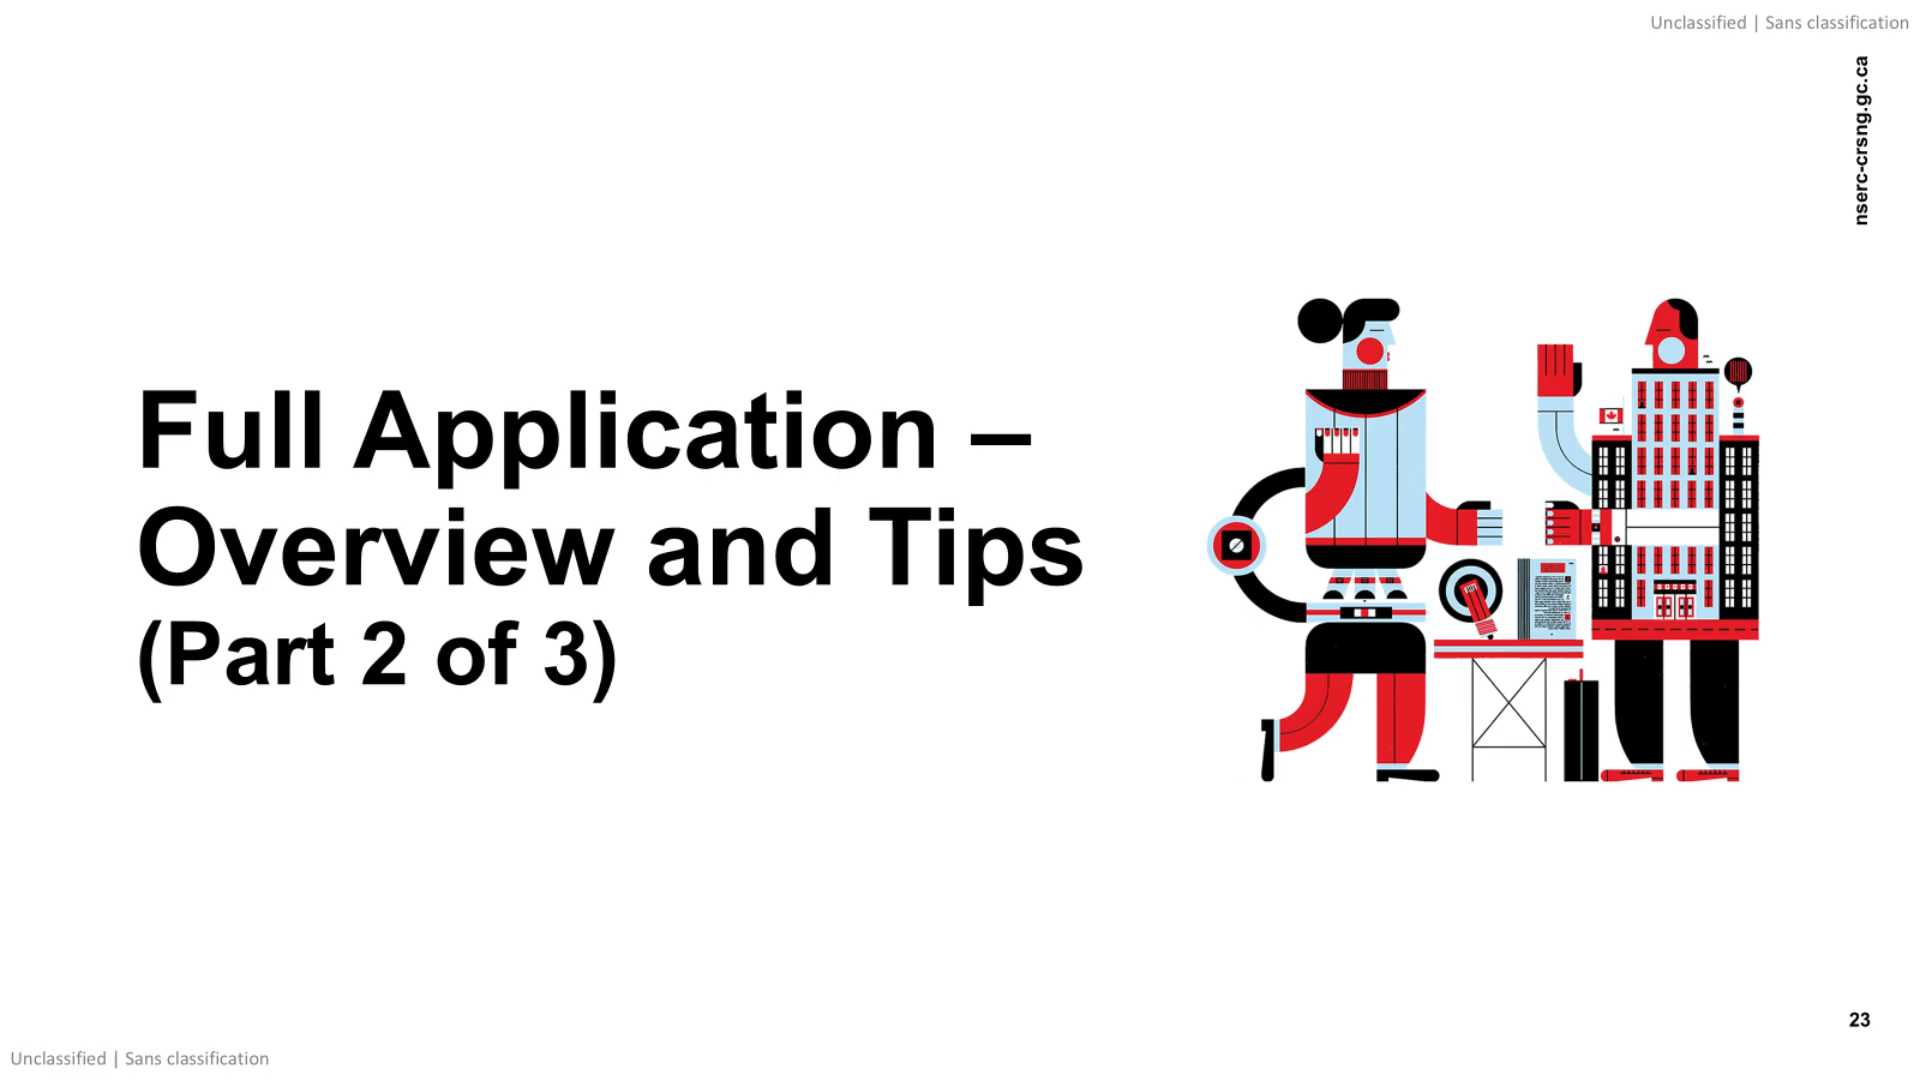 Unclassified | Sans classification
nserc-crsng.gc.ca
Full Application –
Overview and Tips
(Part 2 of 3)
23
Unclassified | Sans classification